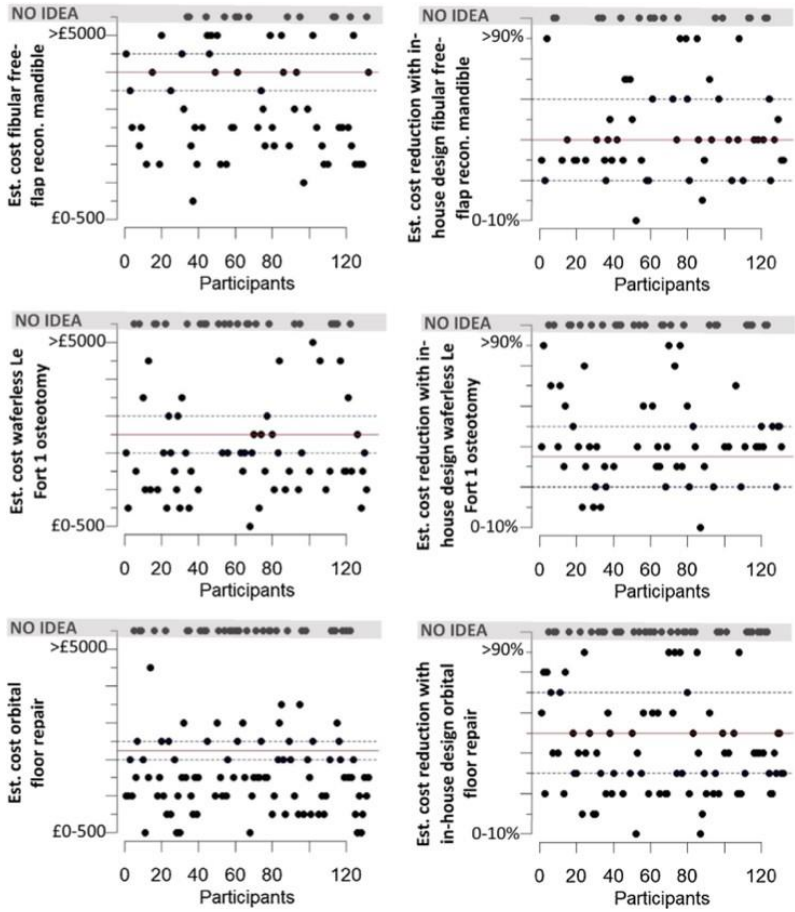 NO IDEA
>£5000
Est. cost fibular free-
flap recon. mandible
£0-500
0 20 40 60 80 120
Participants
NO IDEA
>90%
Est. cost reduction with in-
house design fibular free-
flap recon. mandible
0-10%
0 20 40 60 80 120
Participants
NO IDEA
>£5000
Est. cost waferless Le
Fort 1 osteotomy
£0-500
0 20 40 60 80 120
Participants
NO IDEA
>90%
Est. cost reduction with in-
house design waferless Le
Fort 1 osteotomy
0-10%
0 20 40 60 80 120
Participants
NO IDEA
>£5000
Est. cost orbital
floor repair
£0-500
0 20 40 60 80 120
Participants
NO IDEA
>90%
Est. cost reduction with
in-house design orbital
floor repair
0-10%
0 20 40 60 80 120
Participants